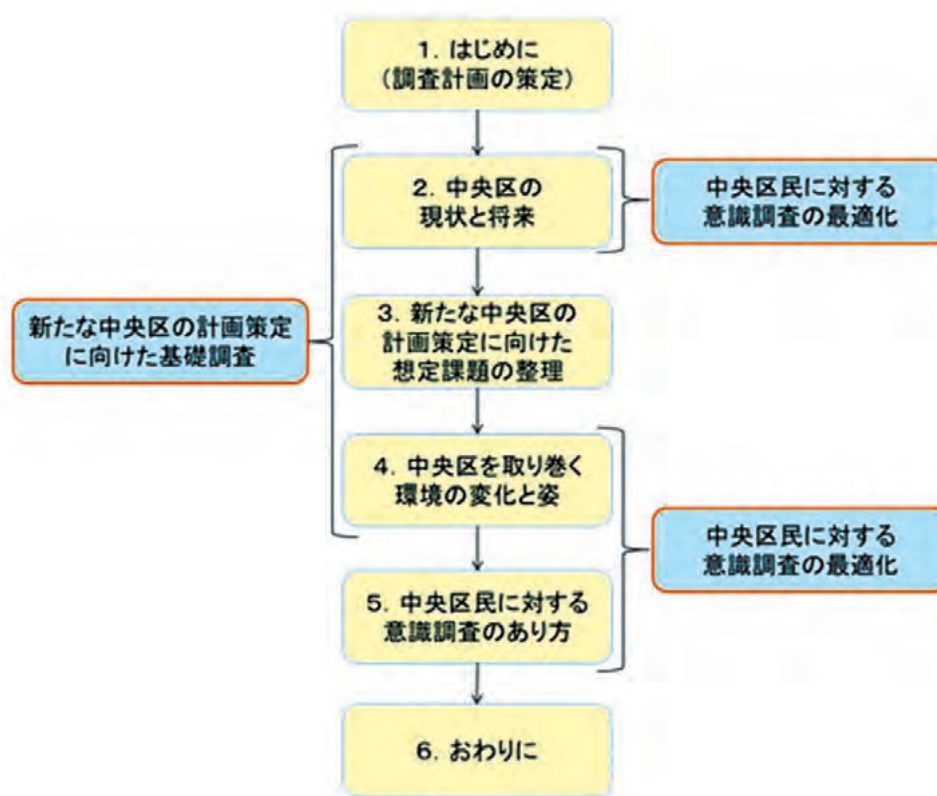 1. はじめに
(調査計画の策定)
2. 中央区の
現状と将来
中央区民に対する
意識調査の最適化
3. 新たな中央区の
計画策定に向けた
想定課題の整理
新たな中央区の計画策定
に向けた基礎調査
4. 中央区を取り巻く
環境の変化と姿
中央区民に対する
意識調査の最適化
5. 中央区民に対する
意識調査のあり方
6. おわりに